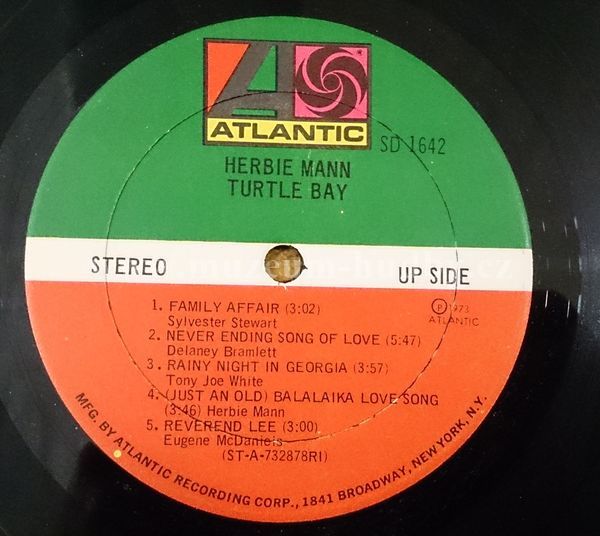 ATLANTIC
SD 1642
HERBIE MANN
TURTLE BAY
STEREO
UP SIDE
℗ 1973
ATLANTIC
1. FAMILY AFFAIR (3:02)
Sylvester Stewart
2. NEVER ENDING SONG OF LOVE (5:47)
Delaney Bramlett
3. RAINY NIGHT IN GEORGIA (3:57)
Tony Joe White
4. (JUST AN OLD) BALALAIKA LOVE SONG
(3:46) Herbie Mann
5. REVEREND LEE (3:00)
Eugene McDaniels
(ST-A-732878RI)
MFG. BY ATLANTIC RECORDING CORP., 1841 BROADWAY, NEW YORK, N.Y.